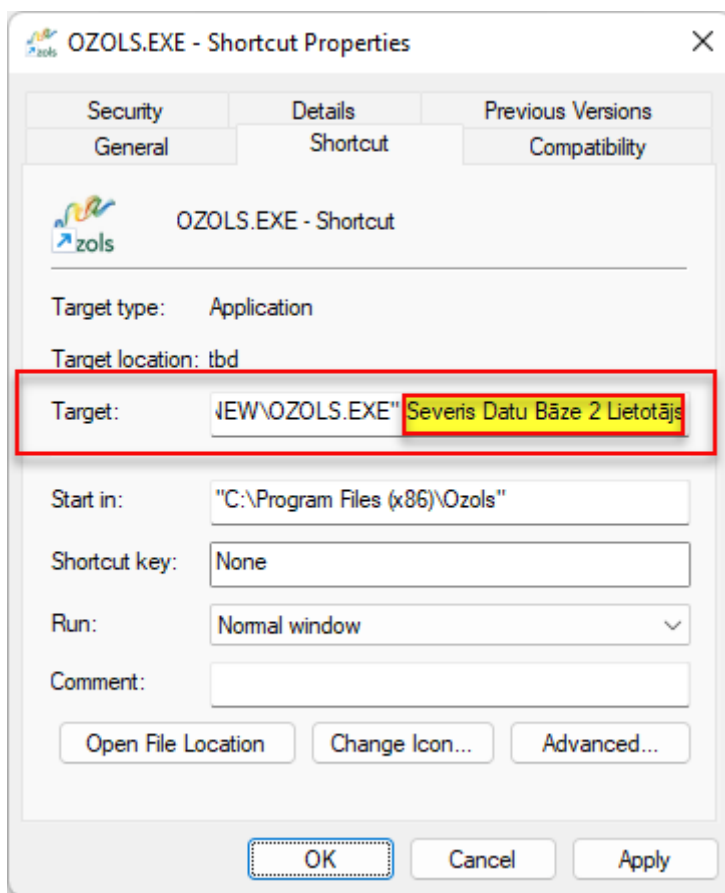 OZOLS.EXE - Shortcut Properties
Security Details Previous Versions
General Shortcut Compatibility
zols OZOLS.EXE - Shortcut
Target type: Application
Target location: tbd
Target: NEW\OZOLS.EXE" Severis Datu Bāze 2 Lietotājs
Start in: "C:\Program Files (x86)\Ozols"
Shortcut key: None
Run: Normal window
Comment:
Open File Location Change Icon... Advanced...
OK Cancel Apply